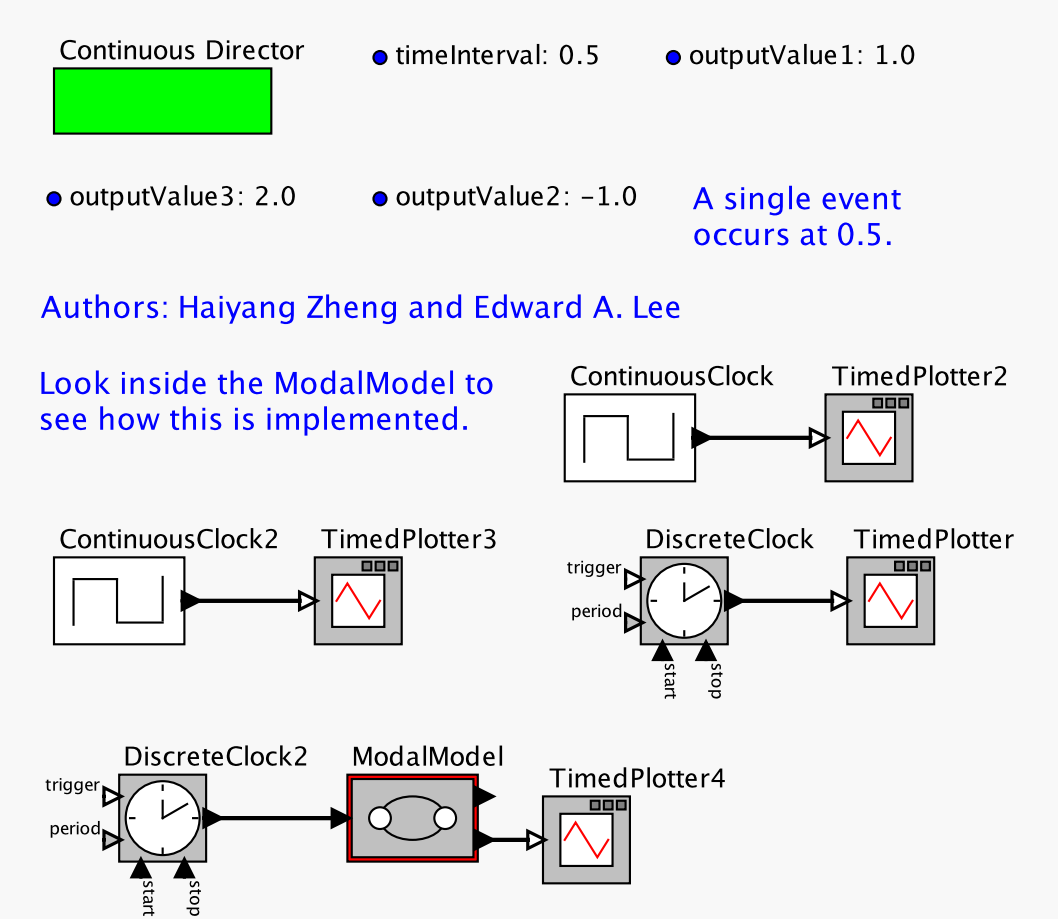 Continuous Director
timeInterval: 0.5
outputValue1: 1.0
outputValue3: 2.0
outputValue2: -1.0
A single event
occurs at 0.5.
Authors: Haiyang Zheng and Edward A. Lee
Look inside the ModalModel to
see how this is implemented.
ContinuousClock
TimedPlotter2
ContinuousClock2
TimedPlotter3
DiscreteClock
TimedPlotter
trigger
period
start
stop
DiscreteClock2
ModalModel
TimedPlotter4
trigger
period
start
stop